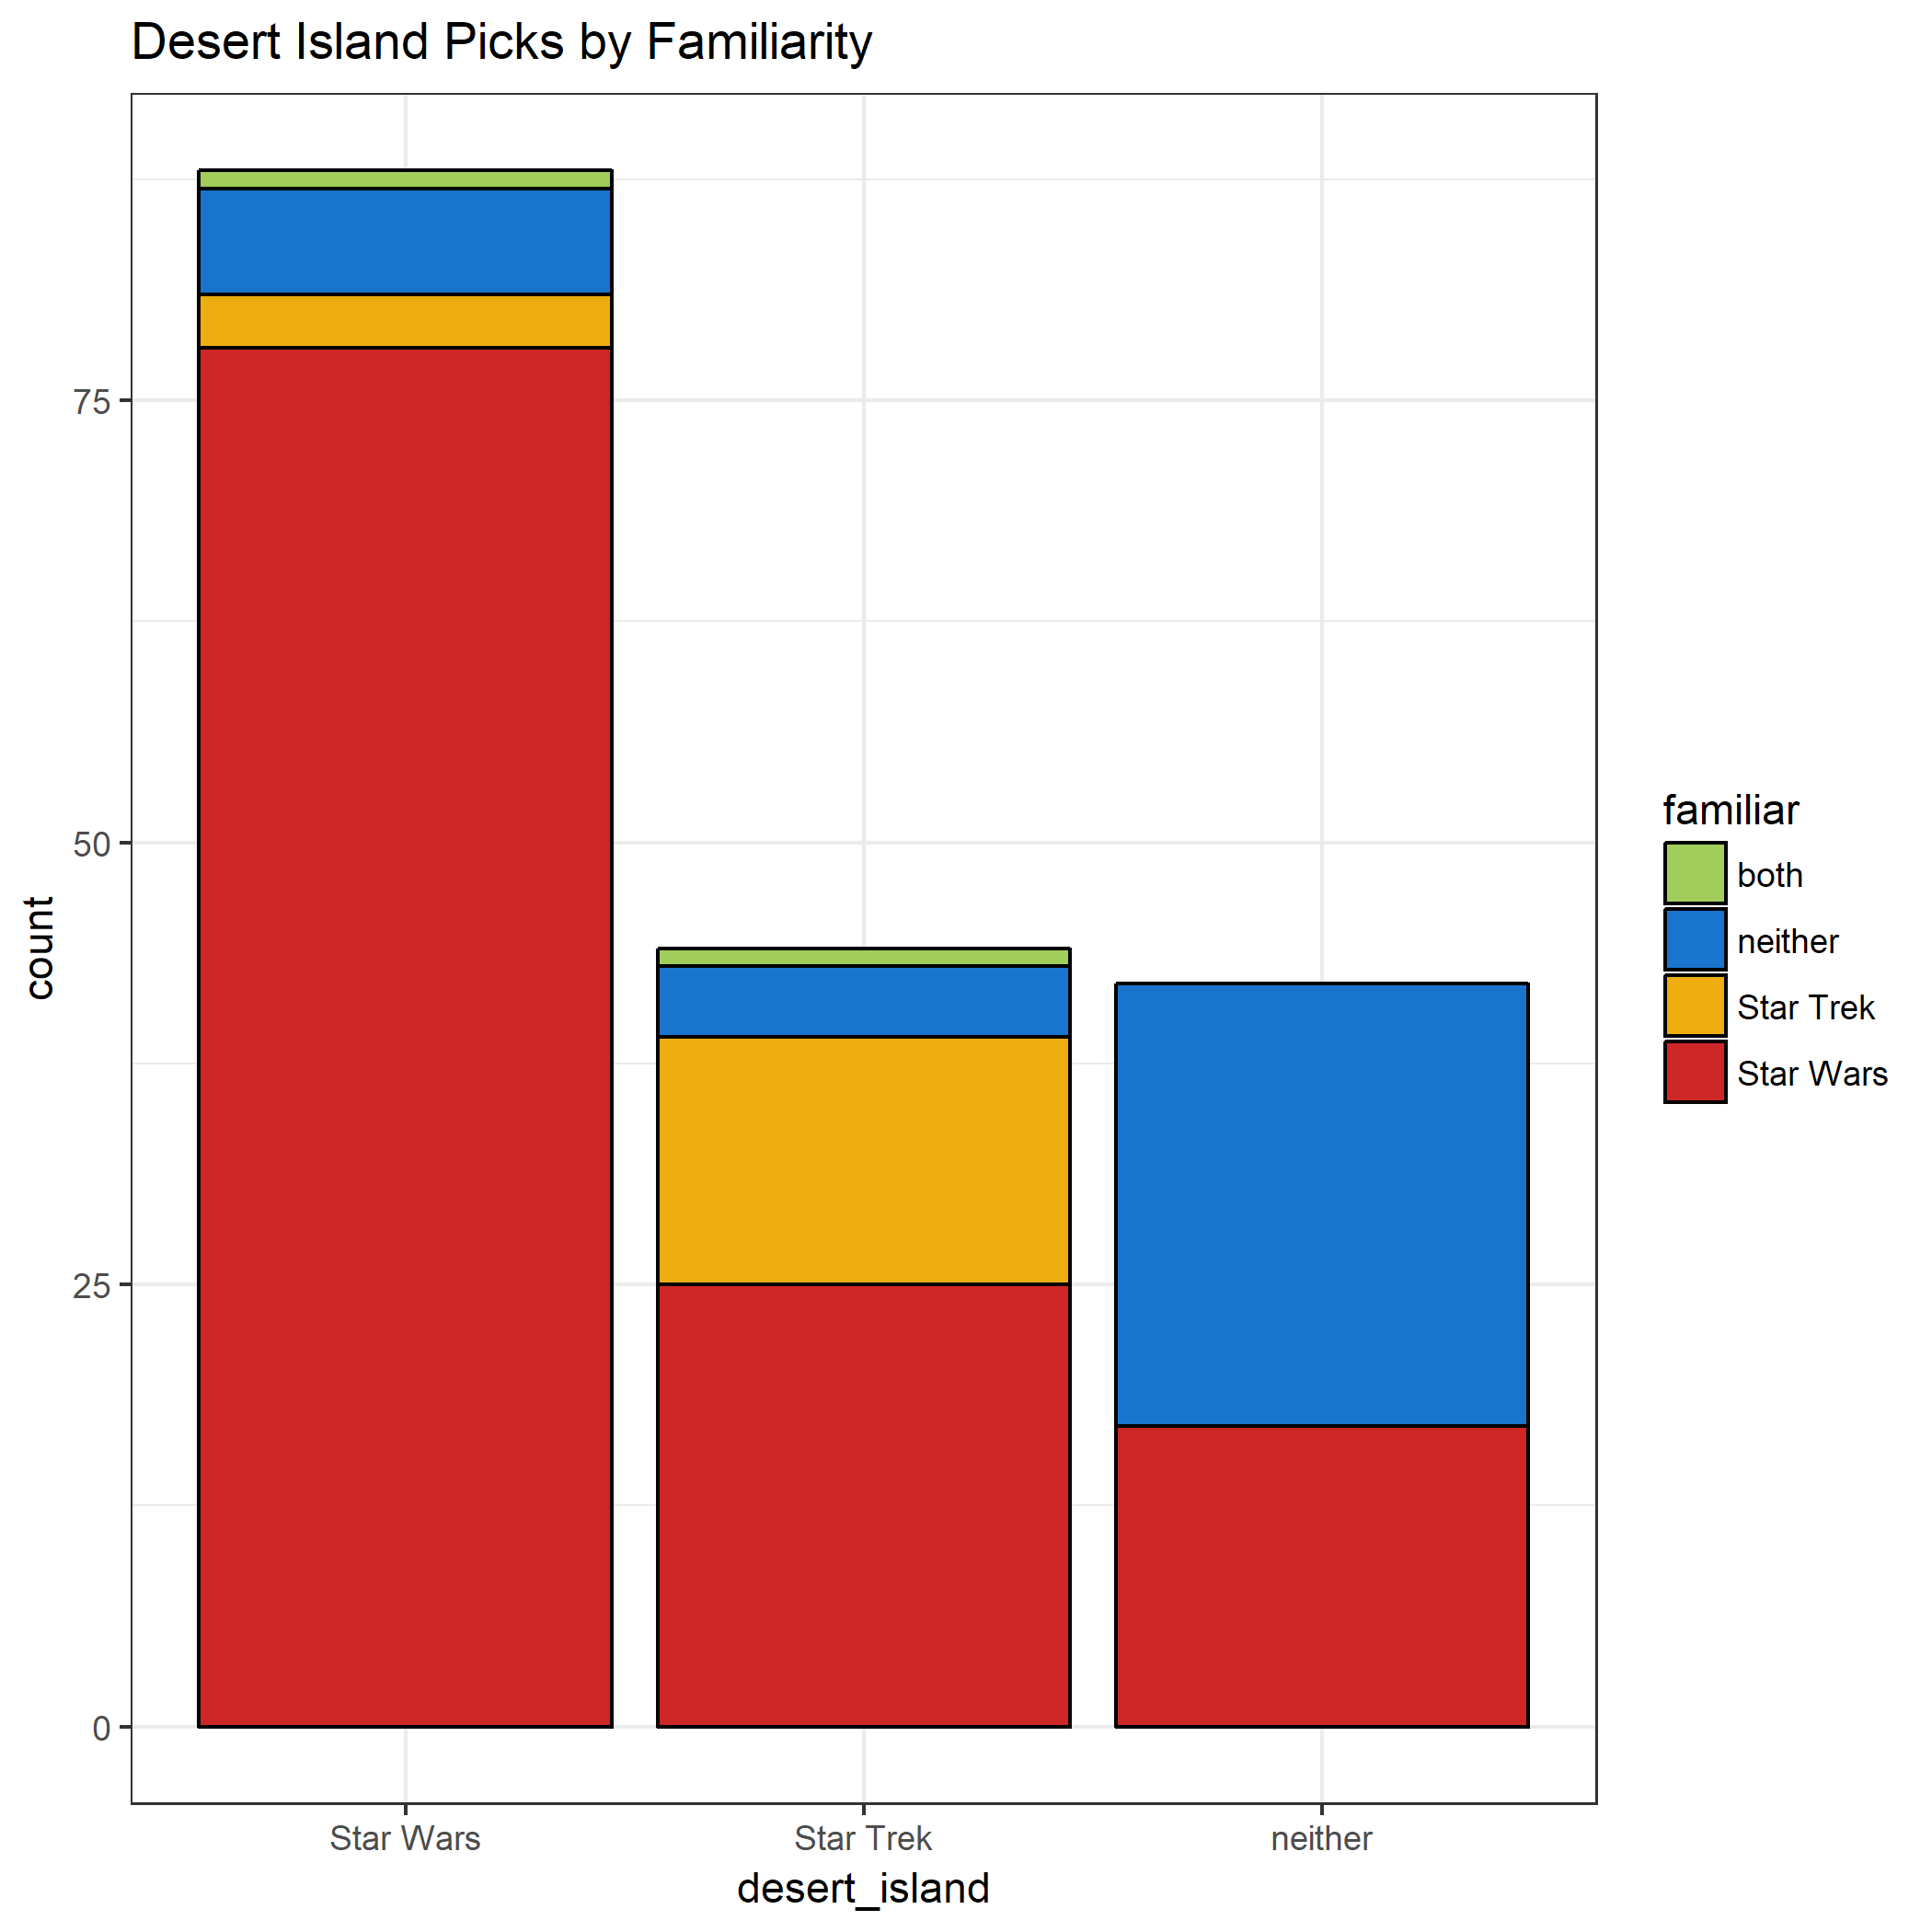 Desert Island Picks by Familiarity
count
75
50
25
0
Star Wars
Star Trek
neither
desert_island
familiar
both
neither
Star Trek
Star Wars